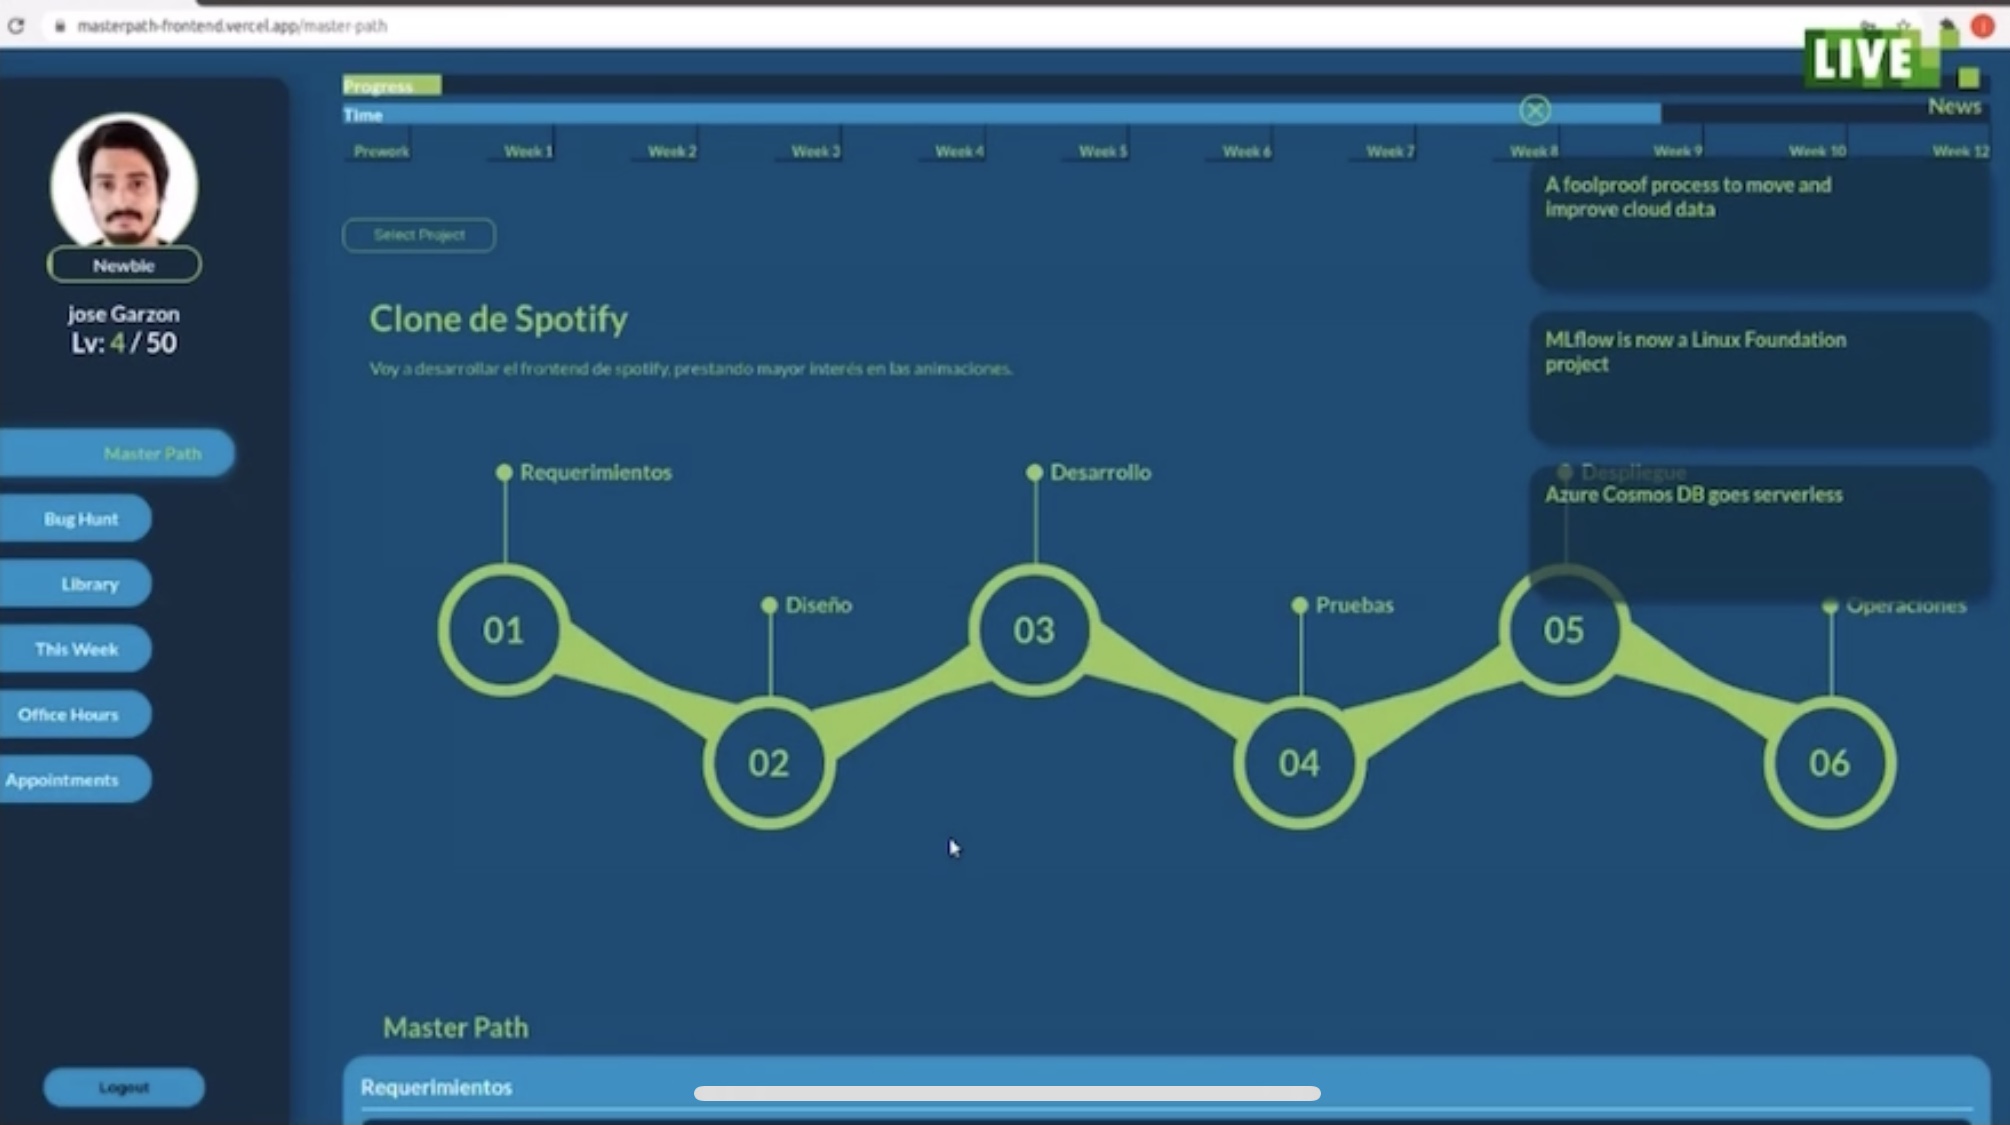 masterpath-frontend.vercel.app/master-path
LIVE
Progress
Time
News
Prework
Week 1
Week 2
Week 3
Week 4
Week 5
Week 6
Week 7
Week 8
Week 9
Week 10
Week 12
Newbie
jose Garzon
Lv: 4 / 50
Master Path
Bug Hunt
Library
This Week
Office Hours
Appointments
Logout
Select Project
Clone de Spotify
Voy a desarrollar el frontend de spotify, prestando mayor interés en las animaciones.
A foolproof process to move and
improve cloud data
MLflow is now a Linux Foundation
project
Azure Cosmos DB goes serverless
Requerimientos
Desarrollo
Despliegue
Diseño
Pruebas
Operaciones
01
03
05
02
04
06
Master Path
Requerimientos